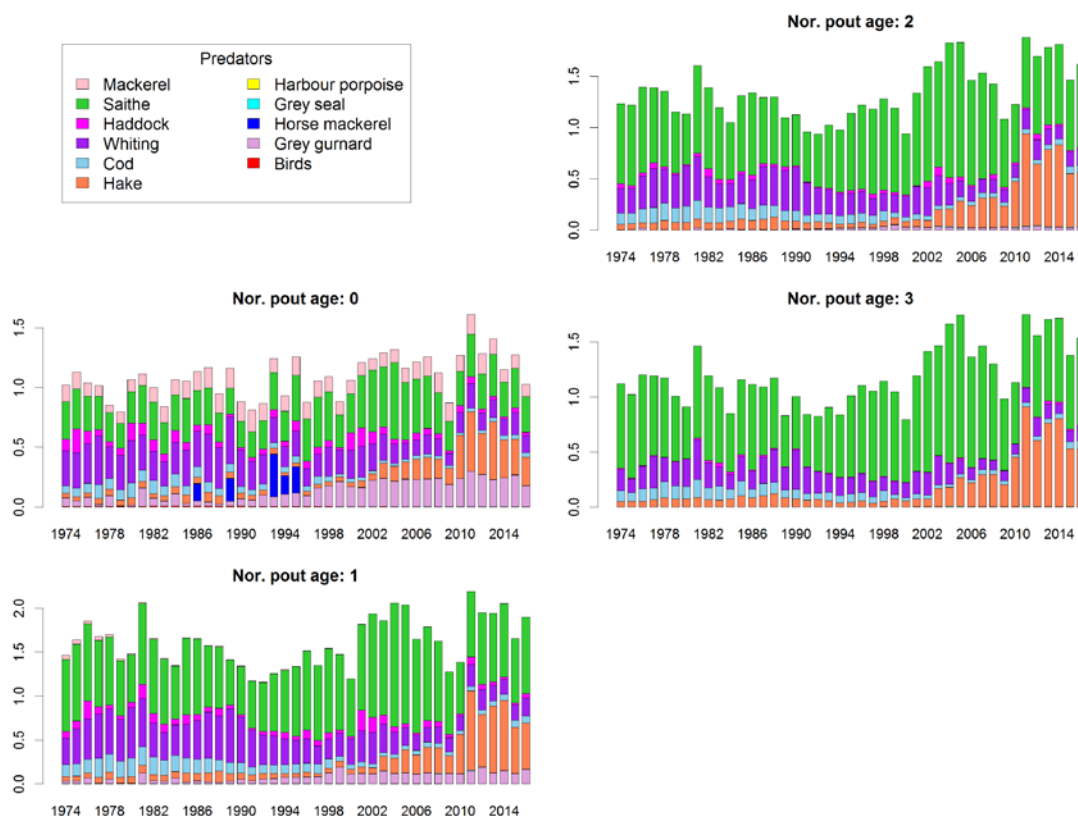 Predators
Mackerel
Saithe
Haddock
Whiting
Cod
Hake
Harbour porpoise
Grey seal
Horse mackerel
Grey gurnard
Birds
Nor. pout age: 2
0.0 0.5 1.0 1.5
1974 1978 1982 1986 1990 1994 1998 2002 2006 2010 2014
Nor. pout age: 0
0.0 0.5 1.0 1.5
1974 1978 1982 1986 1990 1994 1998 2002 2006 2010 2014
Nor. pout age: 3
0.0 0.5 1.0 1.5
1974 1978 1982 1986 1990 1994 1998 2002 2006 2010 2014
Nor. pout age: 1
0.0 0.5 1.0 1.5 2.0
1974 1978 1982 1986 1990 1994 1998 2002 2006 2010 2014